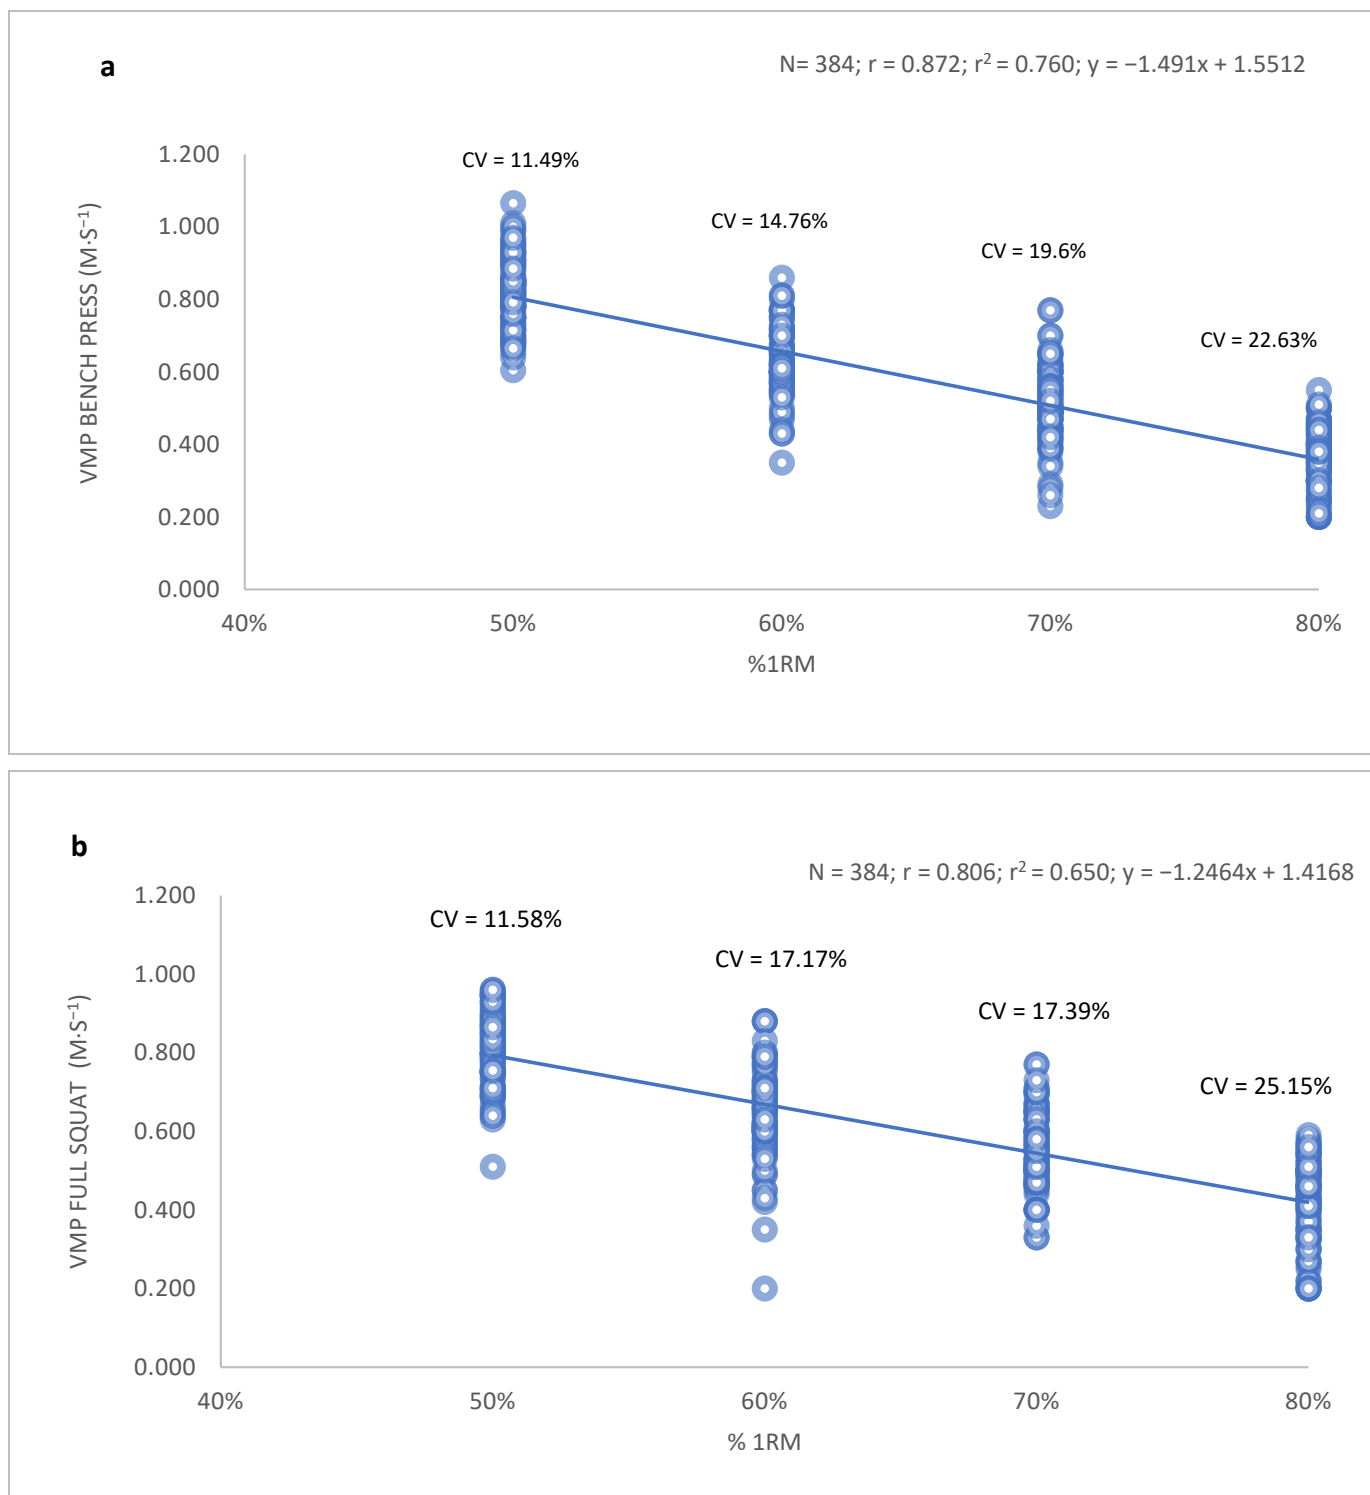 a
N= 384; r = 0.872; r² = 0.760; y = −1.491x + 1.5512
CV = 11.49%
CV = 14.76%
CV = 19.6%
CV = 22.63%
VMP BENCH PRESS (M·S⁻¹)
1.200
1.000
0.800
0.600
0.400
0.200
0.000
40% 50% 60% 70% 80%
%1RM
b
N = 384; r = 0.806; r² = 0.650; y = −1.2464x + 1.4168
CV = 11.58%
CV = 17.17%
CV = 17.39%
CV = 25.15%
VMP FULL SQUAT (M·S⁻¹)
1.200
1.000
0.800
0.600
0.400
0.200
0.000
40% 50% 60% 70% 80%
% 1RM